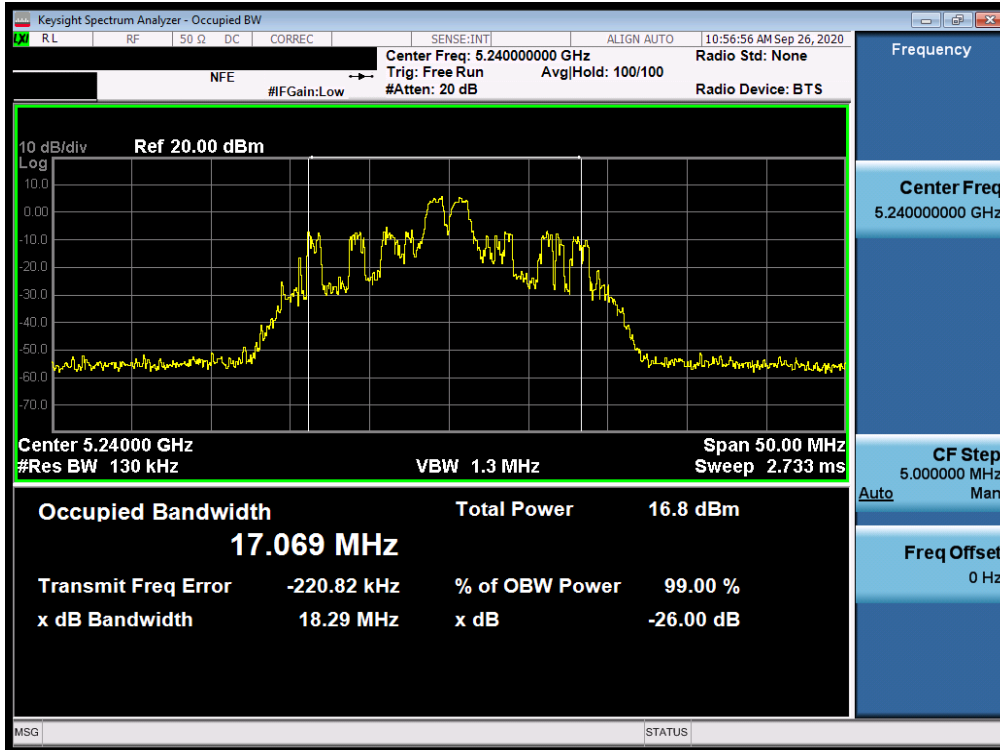 Keysight Spectrum Analyzer - Occupied BW
LXI RL RF 50 Ω DC CORREC SENSE:INT ALIGN AUTO 10:56:56 AM Sep 26, 2020
Center Freq: 5.240000000 GHz Radio Std: None
NFE Trig: Free Run Avg|Hold: 100/100
#IFGain:Low #Atten: 20 dB Radio Device: BTS
10 dB/div Ref 20.00 dBm
Log
10.0
0.00
-10.0
-20.0
-30.0
-40.0
-50.0
-60.0
-70.0
Center 5.24000 GHz Span 50.00 MHz
#Res BW 130 kHz VBW 1.3 MHz Sweep 2.733 ms
Occupied Bandwidth Total Power 16.8 dBm
17.069 MHz
Transmit Freq Error -220.82 kHz % of OBW Power 99.00 %
x dB Bandwidth 18.29 MHz x dB -26.00 dB
MSG STATUS
Frequency
Center Freq
5.240000000 GHz
CF Step
5.000000 MHz
Auto Man
Freq Offset
0 Hz